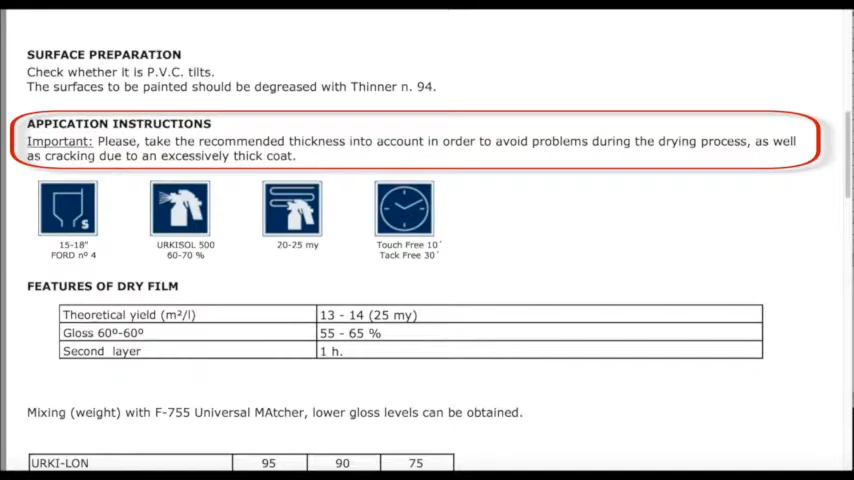 SURFACE PREPARATION
Check whether it is P.V.C. tilts.
The surfaces to be painted should be degreased with Thinner n. 94.
APPICATION INSTRUCTIONS
Important: Please, take the recommended thickness into account in order to avoid problems during the drying process, as well
as cracking due to an excessively thick coat.
S
15-18"
FORD nº 4
URKISOL 500
60-70 %
20-25 my
Touch Free 10´
Tack Free 30´
FEATURES OF DRY FILM
Theoretical yield (m²/l) 13 - 14 (25 my)
Gloss 60º-60º 55 - 65 %
Second layer 1 h.
Mixing (weight) with F-755 Universal MAtcher, lower gloss levels can be obtained.
URKI-LON 95 90 75